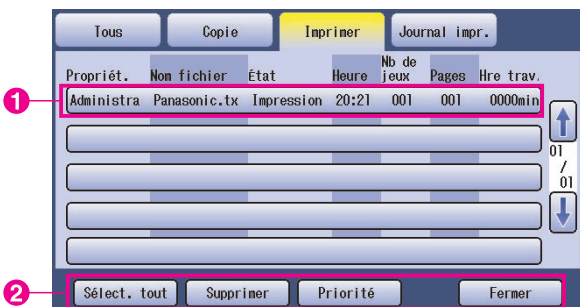 Tous Copie Imprimer Journal impr.
Propriét. Nom fichier État Heure Nb de jeux Pages Hre trav.
1 Administra Panasonic.tx Impression 20:21 001 001 0000min
01
/
01
2 Sélect. tout Supprimer Priorité Fermer